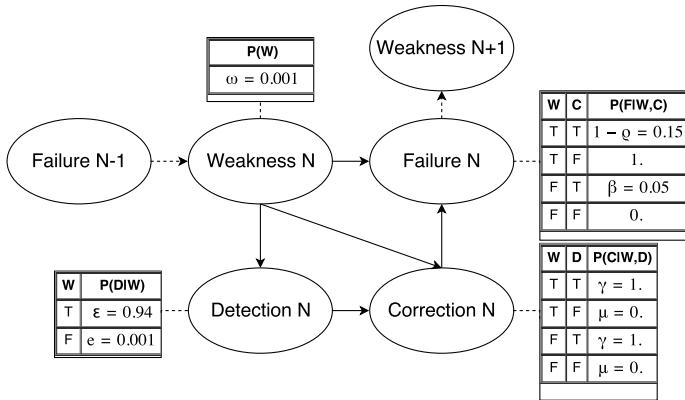 Weakness N+1
P(W)
ω = 0.001
W C P(F|W,C)
T T 1 − ϱ = 0.15
T F 1.
F T β = 0.05
F F 0.
Failure N-1
Weakness N
Failure N
W D P(C|W,D)
T T γ = 1.
T F μ = 0.
F T γ = 1.
F F μ = 0.
W P(D|W)
T ε = 0.94
F e = 0.001
Detection N
Correction N